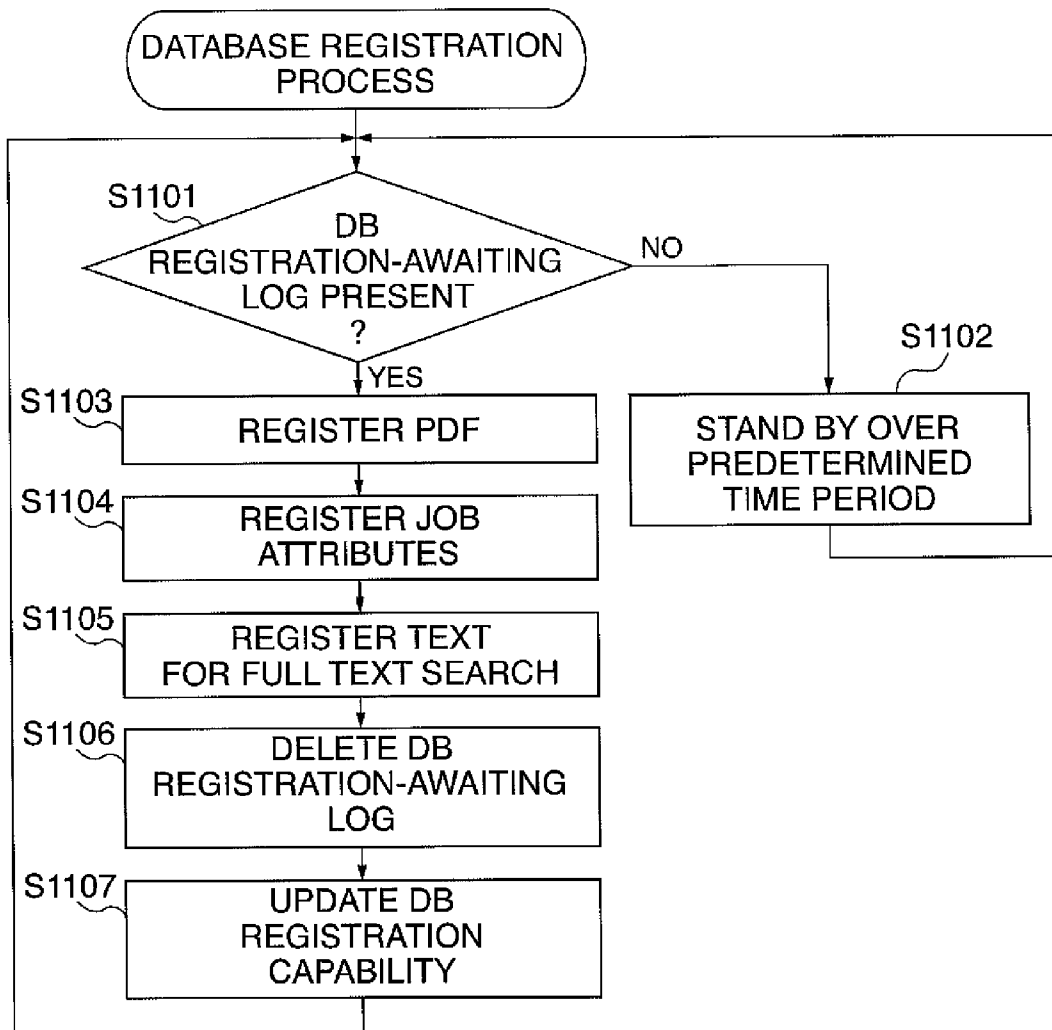 DATABASE REGISTRATION
PROCESS
S1101
DB
REGISTRATION-AWAITING
LOG PRESENT
?
NO
YES
S1102
STAND BY OVER
PREDETERMINED
TIME PERIOD
S1103
REGISTER PDF
S1104
REGISTER JOB
ATTRIBUTES
S1105
REGISTER TEXT
FOR FULL TEXT SEARCH
S1106
DELETE DB
REGISTRATION-AWAITING
LOG
S1107
UPDATE DB
REGISTRATION
CAPABILITY